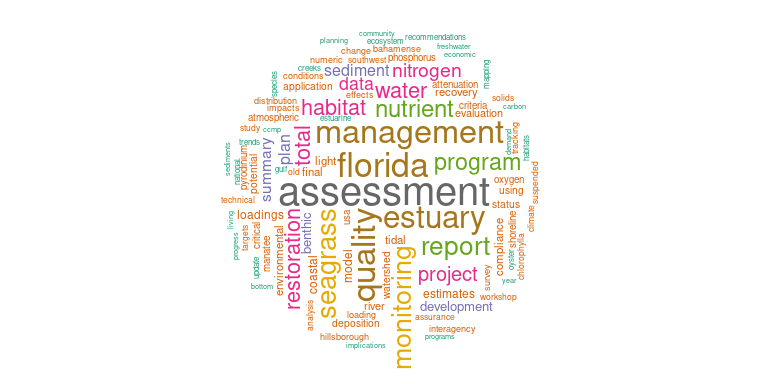 community
planning
ecosystem
recommendations
change
bahamense
freshwater
numeric
southwest
phosphorus
economic
creeks
sediment
nitrogen
mapping
species
conditions
application
data
water
attenuation
effects
recovery
solids
carbon
distribution
impacts
habitat
nutrient
criteria
evaluation
atmospheric
estuarine
study
ccmp
total
management
tracking
demand
habitats
trends
plan
summary
sediments
national
pyrodinium
potential
gulf
old
final
light
florida
program
oxygen
using
suspended
technical
assessment
status
climate
living
loadings
restoration
benthic
seagrass
usa
quality
estuary
shoreline
compliance
progress
targets
critical
manatee
environmental
coastal
model
tidal
monitoring
report
oyster
chlorophylla
update
bottom
watershed
project
survey
year
estimates
workshop
analysis
river
loading
deposition
development
assurance
interagency
hillsborough
implications
programs